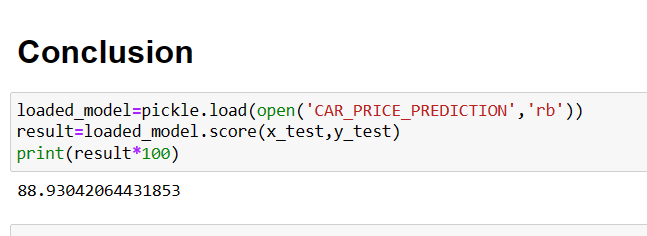 Conclusion
loaded_model=pickle.load(open('CAR_PRICE_PREDICTION','rb'))
result=loaded_model.score(x_test,y_test)
print(result*100)
88.93042064431853